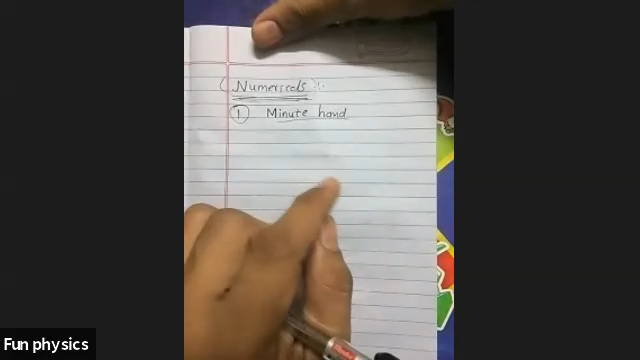 (Numericals):-
① Minute hand
Fun physics